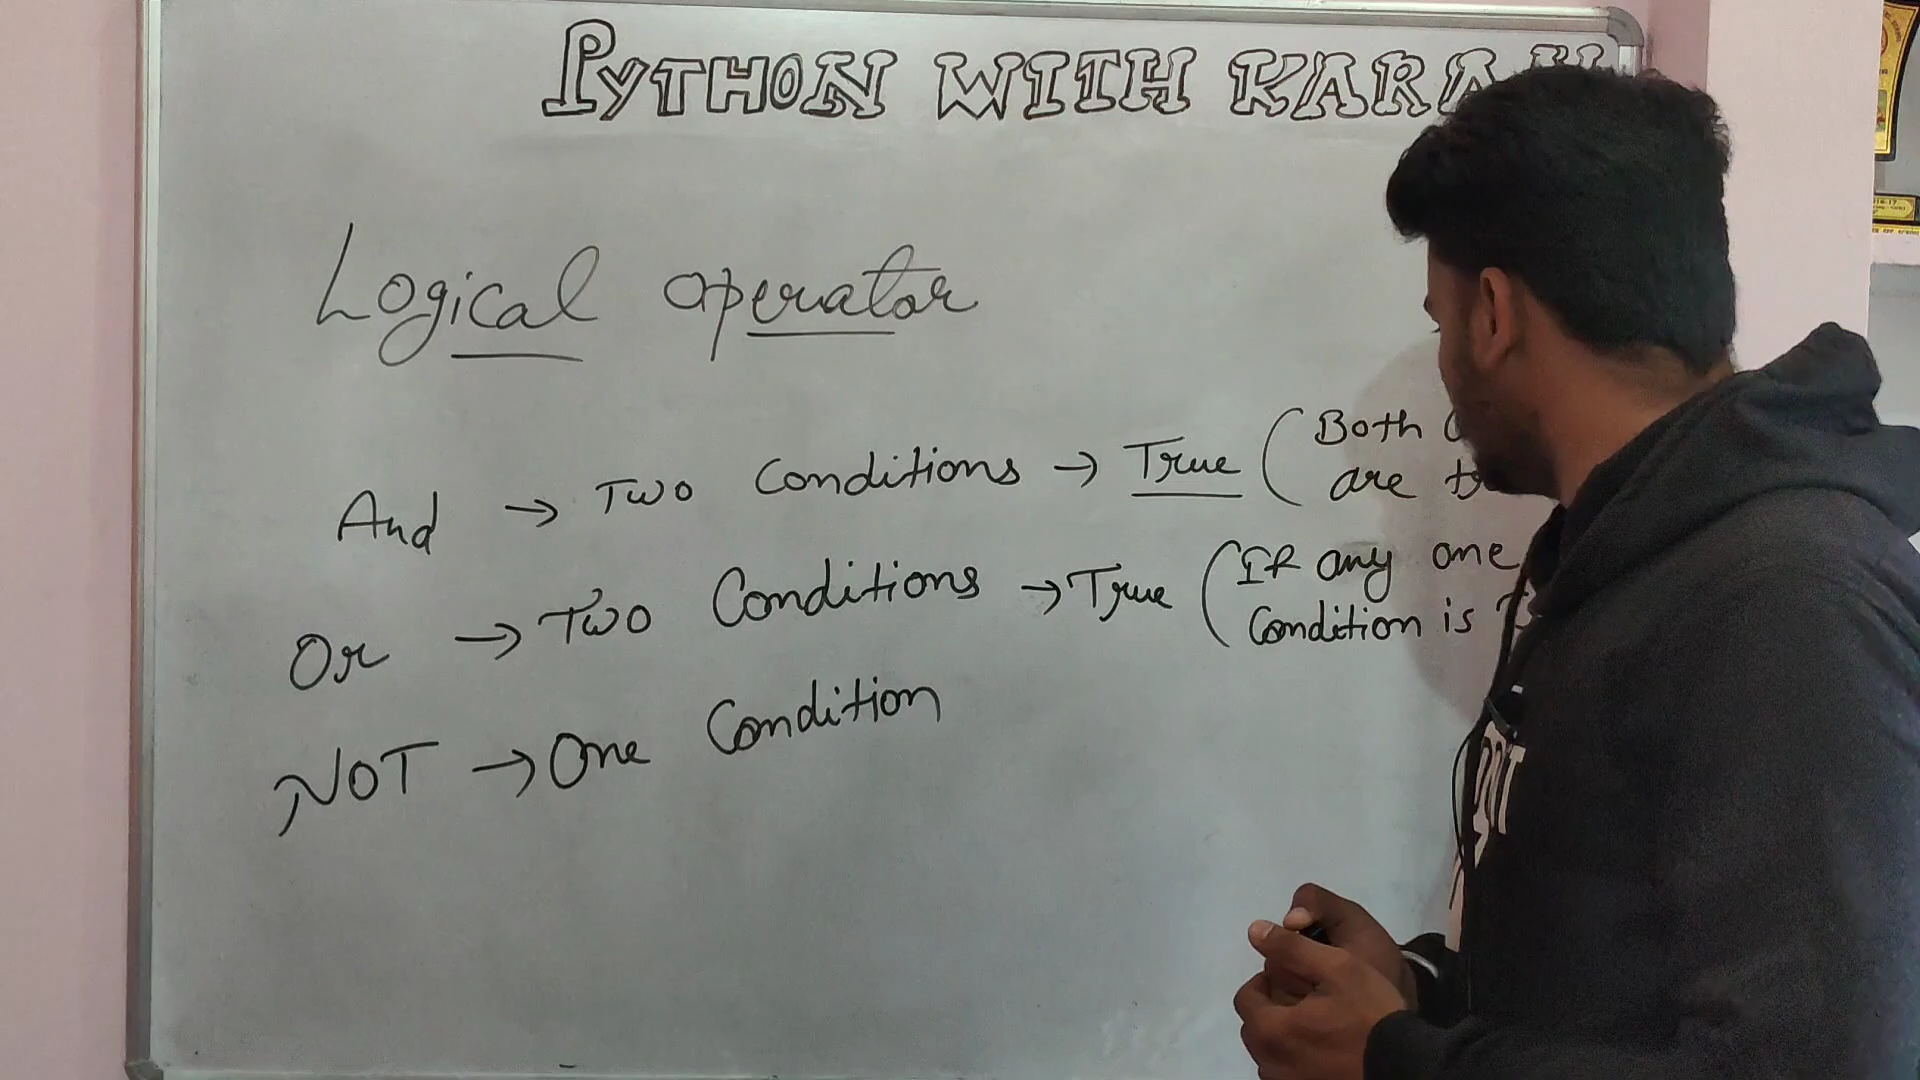 PYTHON WITH
Logical operator
And → Two Conditions → True (Both
are
Or → Two Conditions → True (If any one
Condition is
NOT → One Condition